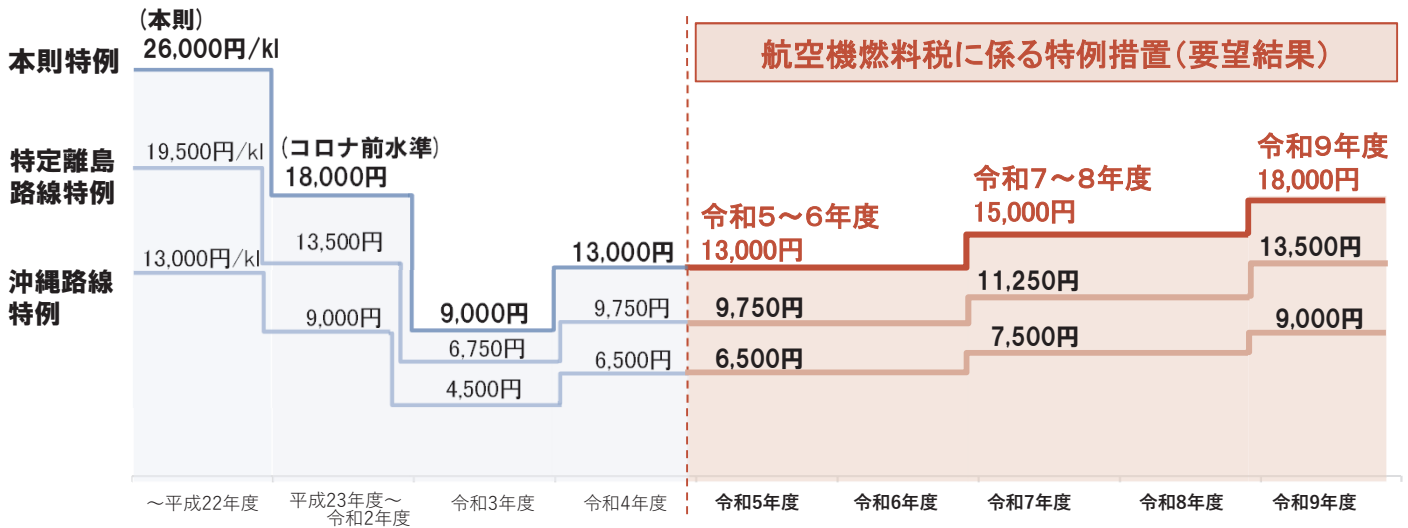 航空機燃料税に係る特例措置(要望結果)
本則特例
(本則)
26,000円/kl
(コロナ前水準)
18,000円
9,000円
13,000円
令和5～6年度
13,000円
令和7～8年度
15,000円
令和9年度
18,000円
特定離島
路線特例
19,500円/kl
13,500円
6,750円
9,750円
9,750円
11,250円
13,500円
沖縄路線
特例
13,000円/kl
9,000円
4,500円
6,500円
6,500円
7,500円
9,000円
～平成22年度
平成23年度～
令和2年度
令和3年度
令和4年度
令和5年度
令和6年度
令和7年度
令和8年度
令和9年度